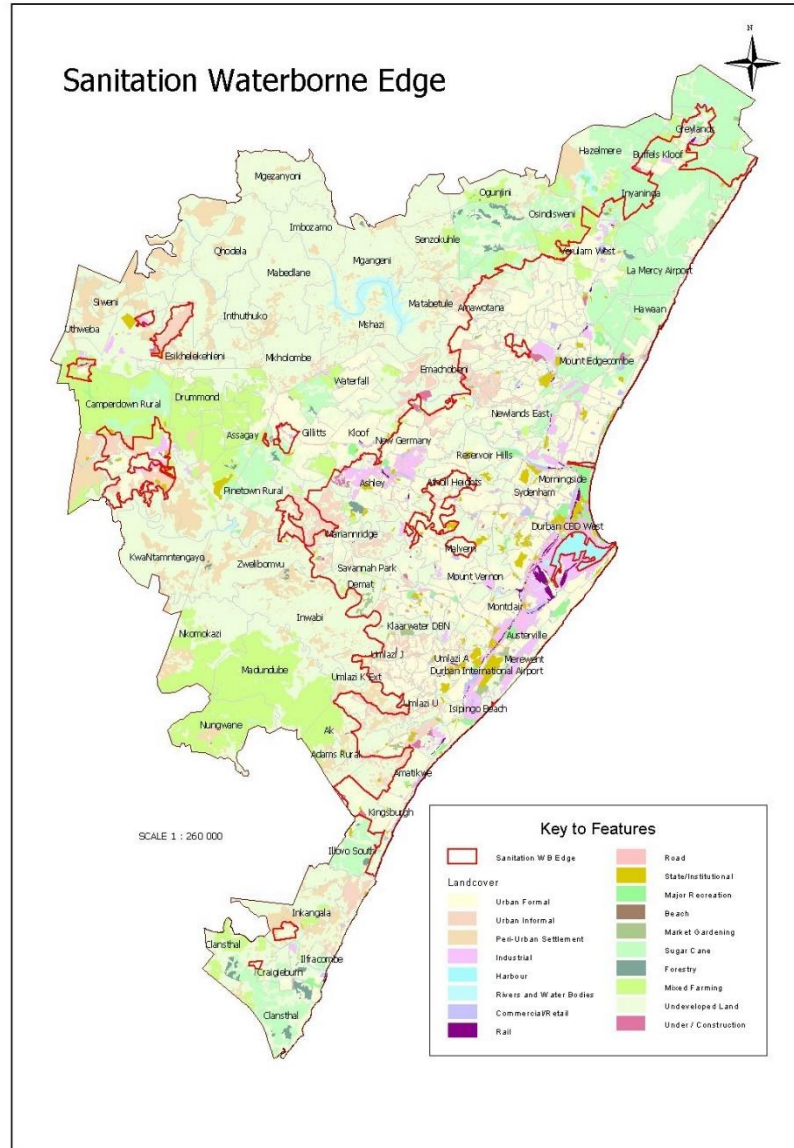 N
Sanitation Waterborne Edge
Greylands
Buffels Kloof
Hazelmere
Mgezanyoni
Inyaninga
Ogunjini
Osindisweni
Imbozamo
Senzokuhle
Qhodela
Mgangeni
Verulam West
Mabedlane
La Mercy Airport
Siweni
Matabetule
Amawotana
Hawaan
Inthuthuko
Mshazi
Uthweba
Esikhelekehleni
Mkholombe
Mount Edgecombe
Emachobeni
Waterfall
Drummond
Camperdown Rural
Newlands East
Assagay
Gillitts
Kloof
New Germany
Reservoir Hills
Ashley
Atholl Heights
Morningside
Pinetown Rural
Sydenham
Durban CBD West
Mariannridge
Malvern
KwaNtamntengayo
Zwelibomvu
Savannah Park
Mount Vernon
Demat
Montclair
Inwabi
Klaarwater DBN
Nkomokazi
Austerville
Umlazi J
Umlazi A
Merewent
Madundube
Umlazi K Ext
Durban International Airport
Umlazi U
Isipingo Beach
Nungwane
Ak
Adams Rural
Amatikwe
Kingsburgh
SCALE 1 : 260 000
Illovo South
Inkangala
Clansthal
Ilfracombe
Craigieburn
Clansthal
Key to Features
Sanitation W B Edge
Landcover
Urban Formal
Urban Informal
Peri-Urban Settlement
Industrial
Harbour
Rivers and Water Bodies
Commercial/Retail
Rail
Road
State/Institutional
Major Recreation
Beach
Market Gardening
Sugar Cane
Forestry
Mixed Farming
Undeveloped Land
Under / Construction